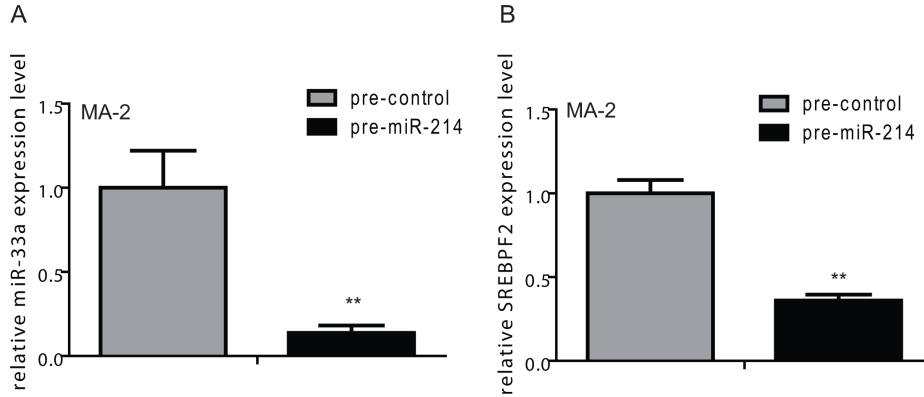 A
relative miR-33a expression level
1.5
1.0
0.5
0.0
MA-2
pre-control
pre-miR-214
**
B
relative SREBPF2 expression level
1.5
1.0
0.5
0.0
MA-2
pre-control
pre-miR-214
**